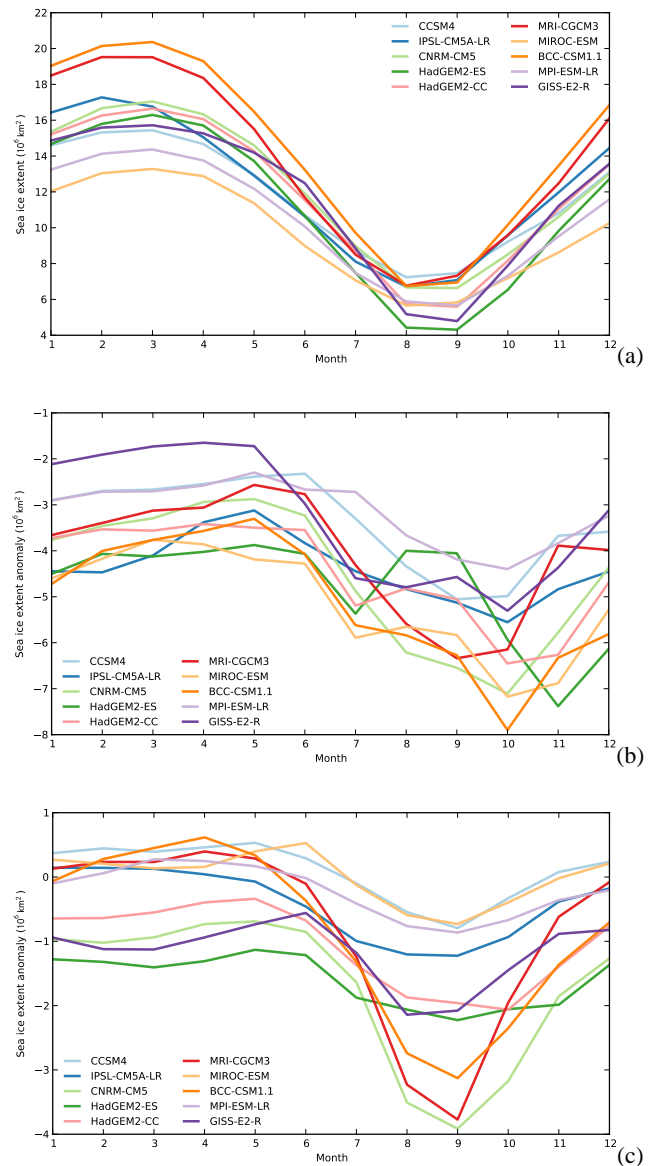 22
20
18
16
14
12
10
8
6
4
Sea ice extent (10⁶ km²)
CCSM4
IPSL-CM5A-LR
CNRM-CM5
HadGEM2-ES
HadGEM2-CC
MRI-CGCM3
MIROC-ESM
BCC-CSM1.1
MPI-ESM-LR
GISS-E2-R
1 2 3 4 5 6 7 8 9 10 11 12
Month
(a)
−1
−2
−3
−4
−5
−6
−7
−8
Sea ice extent anomaly (10⁶ km²)
CCSM4
IPSL-CM5A-LR
CNRM-CM5
HadGEM2-ES
HadGEM2-CC
MRI-CGCM3
MIROC-ESM
BCC-CSM1.1
MPI-ESM-LR
GISS-E2-R
1 2 3 4 5 6 7 8 9 10 11 12
Month
(b)
1
0
−1
−2
−3
−4
Sea ice extent anomaly (10⁶ km²)
CCSM4
IPSL-CM5A-LR
CNRM-CM5
HadGEM2-ES
HadGEM2-CC
MRI-CGCM3
MIROC-ESM
BCC-CSM1.1
MPI-ESM-LR
GISS-E2-R
1 2 3 4 5 6 7 8 9 10 11 12
Month
(c)